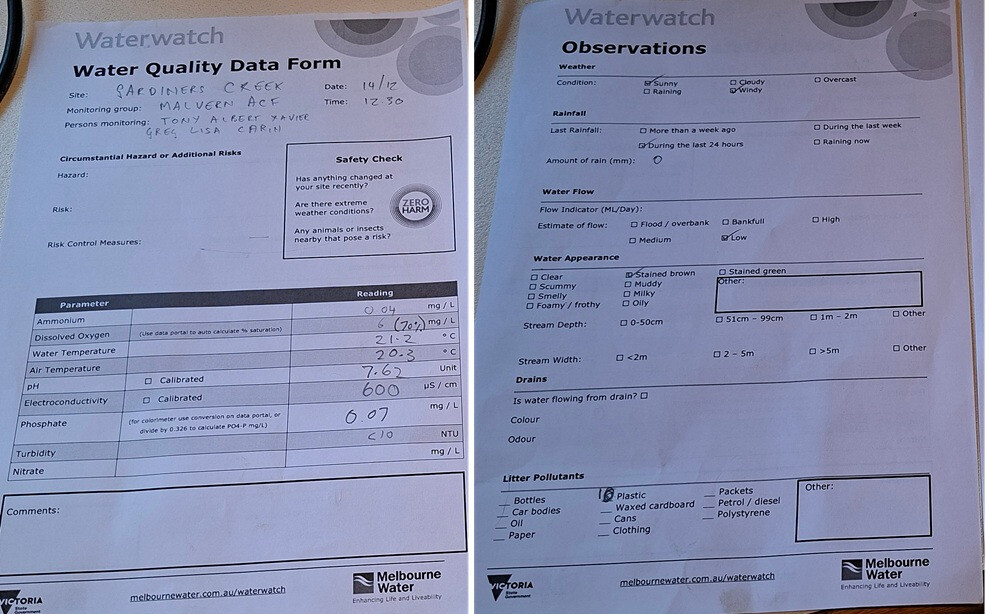 Waterwatch
Water Quality Data Form
Site: GARDINERS CREEK Date: 14/12
Monitoring group: MALVERN ACF Time: 12.30
Persons monitoring: TONY ALBERT XAVIER
GREG LISA CARIN
Circumstantial Hazard or Additional Risks
Hazard:
Risk:
Risk Control Measures:
Safety Check
Has anything changed at
your site recently?
Are there extreme
weather conditions?
Any animals or insects
nearby that pose a risk?
ZERO
HARM
Parameter Reading
Ammonium 0.04 mg / L
Dissolved Oxygen (Use data portal to auto calculate % saturation) 6 (70%) mg / L
Water Temperature 21.2 °C
Air Temperature 20.3 °C
pH ☐ Calibrated 7.62 Unit
Electroconductivity ☐ Calibrated 600 µS / cm
Phosphate (for colorimeter use conversion on data portal, or
divide by 0.326 to calculate PO4-P mg/L) 0.07 mg / L
Turbidity <10 NTU
Nitrate mg / L
Comments:
VICTORIA
State
Government
melbournewater.com.au/waterwatch
Melbourne
Water
Enhancing Life and Liveability
Waterwatch
2
Observations
Weather
Condition: ☑ Sunny ☐ Cloudy ☐ Overcast
☐ Raining ☑ Windy
Rainfall
Last Rainfall: ☐ More than a week ago ☐ During the last week
☑ During the last 24 hours ☐ Raining now
Amount of rain (mm): 0
Water Flow
Flow Indicator (ML/Day):
Estimate of flow: ☐ Flood / overbank ☐ Bankfull ☐ High
☐ Medium ☑ Low
Water Appearance
☐ Clear ☑ Stained brown ☐ Stained green
☐ Scummy ☐ Muddy Other:
☐ Smelly ☐ Milky
☐ Foamy / frothy ☐ Oily
Stream Depth: ☐ 0-50cm ☐ 51cm - 99cm ☐ 1m - 2m ☐ Other
Stream Width: ☐ <2m ☐ 2 - 5m ☐ >5m ☐ Other
Drains
Is water flowing from drain? ☐
Colour
Odour
Litter Pollutants
__ Bottles Plastic __ Packets
__ Car bodies __ Waxed cardboard __ Petrol / diesel
__ Oil __ Cans __ Polystyrene
__ Paper __ Clothing
Other:
VICTORIA
State
Government
melbournewater.com.au/waterwatch
Melbourne
Water
Enhancing Life and Liveability